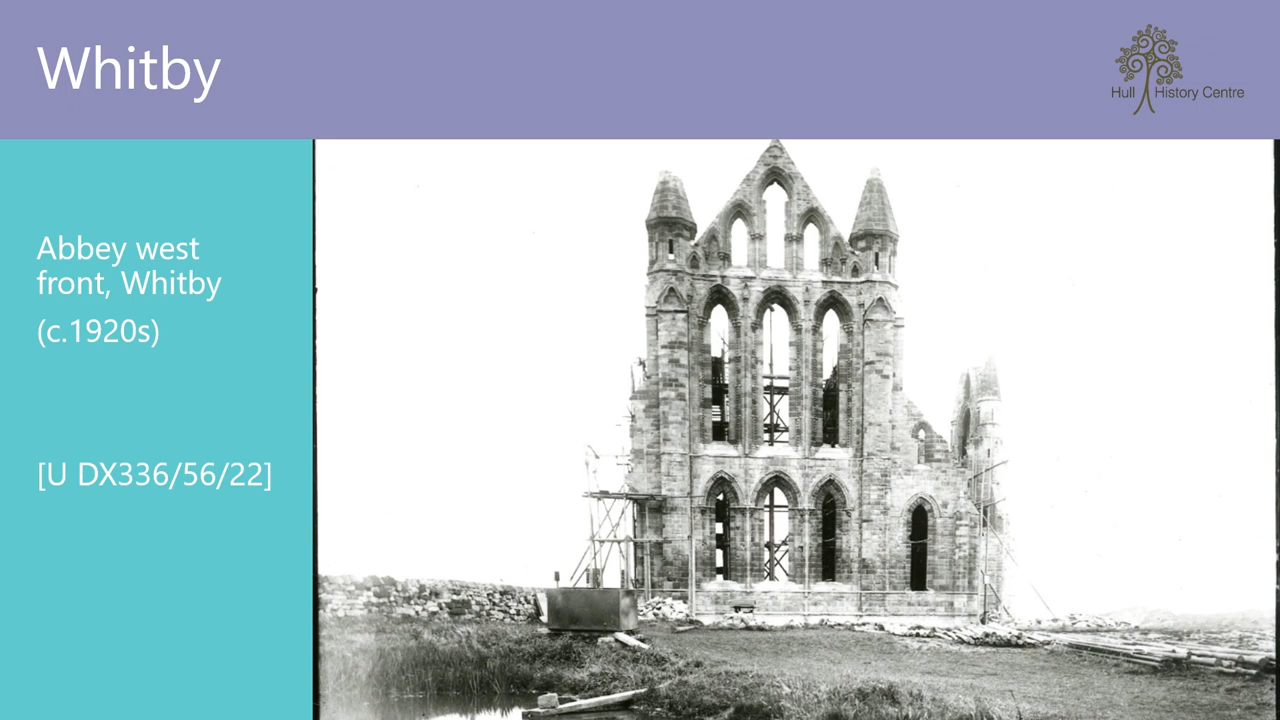 Whitby
Hull History Centre
Abbey west
front, Whitby
(c.1920s)
[U DX336/56/22]